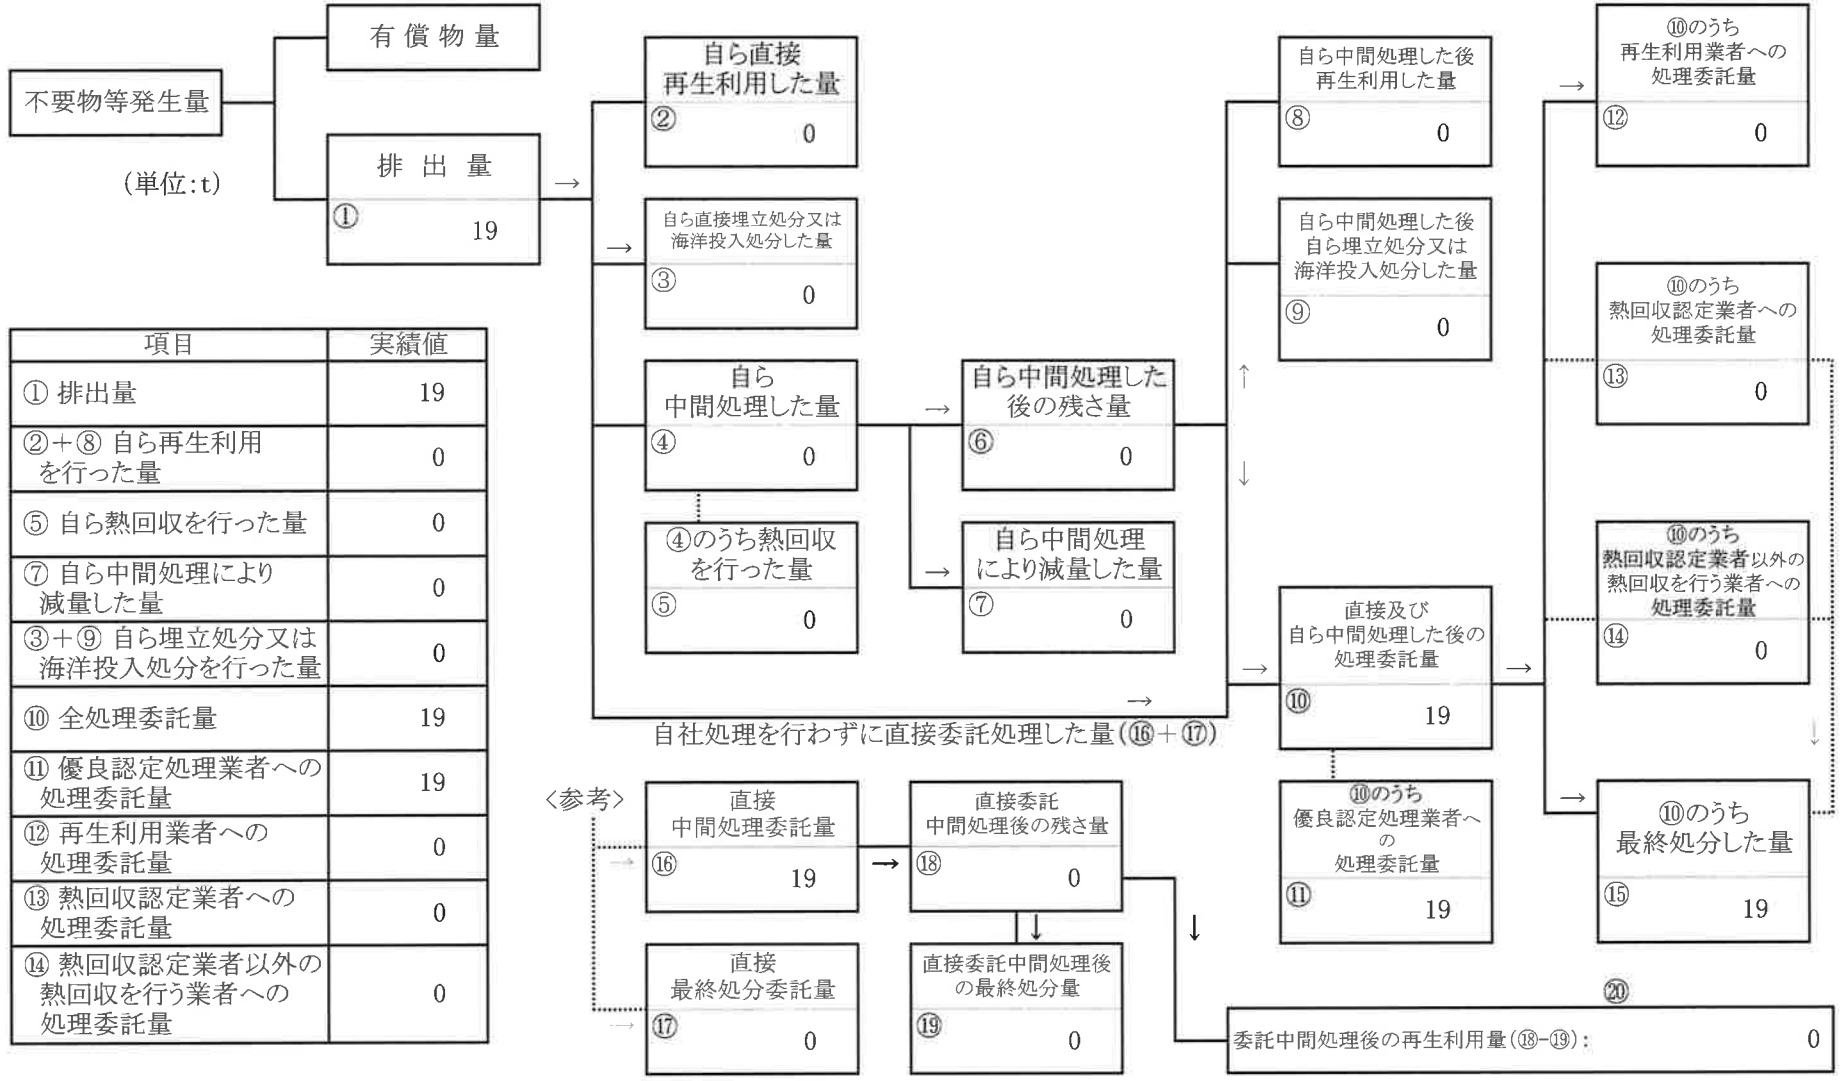 有償物量
不要物等発生量
(単位:t)
排出量
① 19
→
自ら直接
再生利用した量
② 0
→
自ら直接埋立処分又は
海洋投入処分した量
③ 0
自ら
中間処理した量
④ 0
④のうち熱回収
を行った量
⑤ 0
→
自ら中間処理した
後の残さ量
⑥ 0
→
自ら中間処理
により減量した量
⑦ 0
自ら中間処理した後
再生利用した量
⑧ 0
自ら中間処理した後
自ら埋立処分又は
海洋投入処分した量
⑨ 0
↑
↓
→
自社処理を行わずに直接委託処理した量(⑯+⑰)
→
直接及び
自ら中間処理した後の
処理委託量
⑩ 19
⑩のうち
優良認定処理業者へ
の
処理委託量
⑪ 19
→
→
⑩のうち
再生利用業者への
処理委託量
⑫ 0
⑩のうち
熱回収認定業者への
処理委託量
⑬ 0
⑩のうち
熱回収認定業者以外の
熱回収を行う業者への
処理委託量
⑭ 0
↓
→
⑩のうち
最終処分した量
⑮ 19
〈参考〉
→
直接
中間処理委託量
⑯ 19
→
直接
最終処分委託量
⑰ 0
→
直接委託
中間処理後の残さ量
⑱ 0
↓
直接委託中間処理後
の最終処分量
⑲ 0
↓
⑳
委託中間処理後の再生利用量(⑱-⑲): 0
項目 実績値
① 排出量 19
②+⑧ 自ら再生利用
を行った量 0
⑤ 自ら熱回収を行った量 0
⑦ 自ら中間処理により
減量した量 0
③+⑨ 自ら埋立処分又は
海洋投入処分を行った量 0
⑩ 全処理委託量 19
⑪ 優良認定処理業者への
処理委託量 19
⑫ 再生利用業者への
処理委託量 0
⑬ 熱回収認定業者への
処理委託量 0
⑭ 熱回収認定業者以外の
熱回収を行う業者への
処理委託量 0